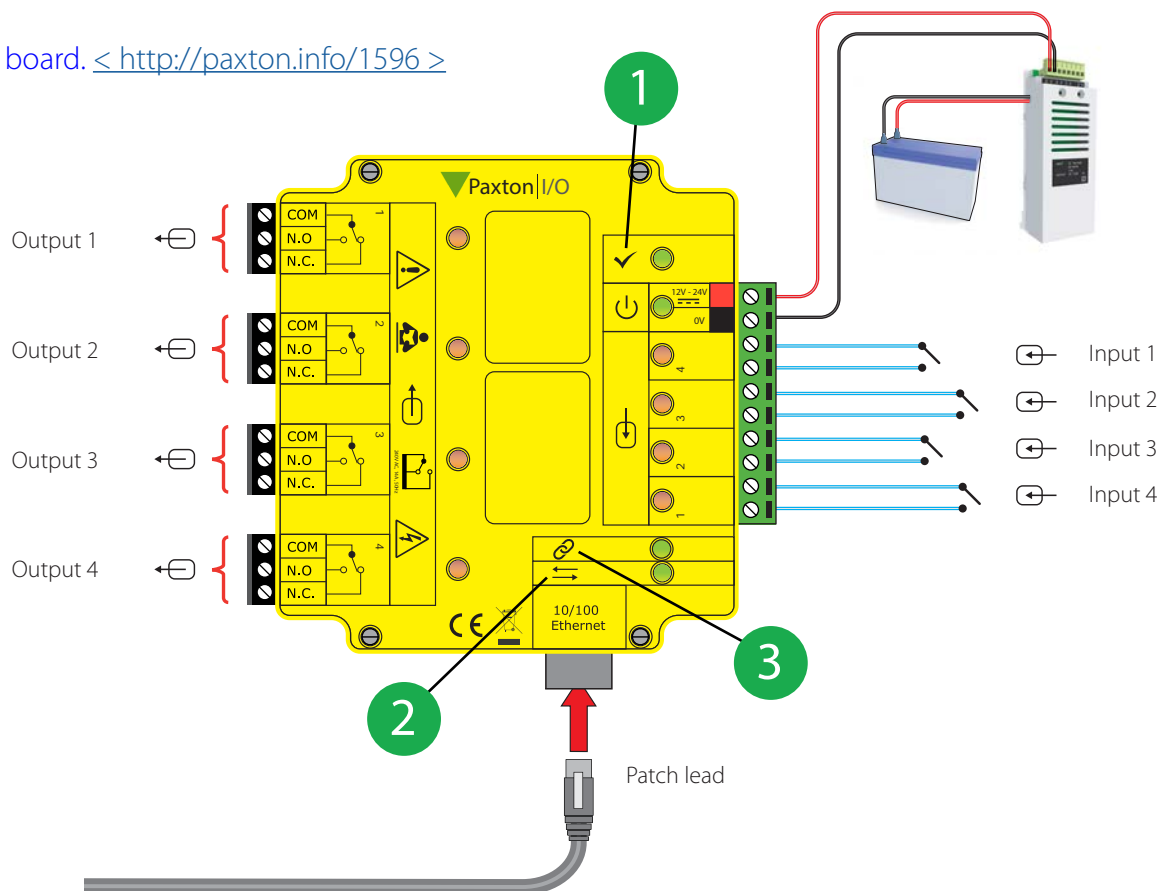 board. < http://paxton.info/1596 >
1
Paxton | I/O
Output 1
COM
N.O
N.C.
1
12V - 24V
0V
Output 2
COM
N.O
N.C.
2
4
Input 1
3
Input 2
Output 3
COM
N.O
N.C.
3
2
Input 3
1
Input 4
Output 4
COM
N.O
N.C.
4
CE
10/100
Ethernet
2
3
Patch lead